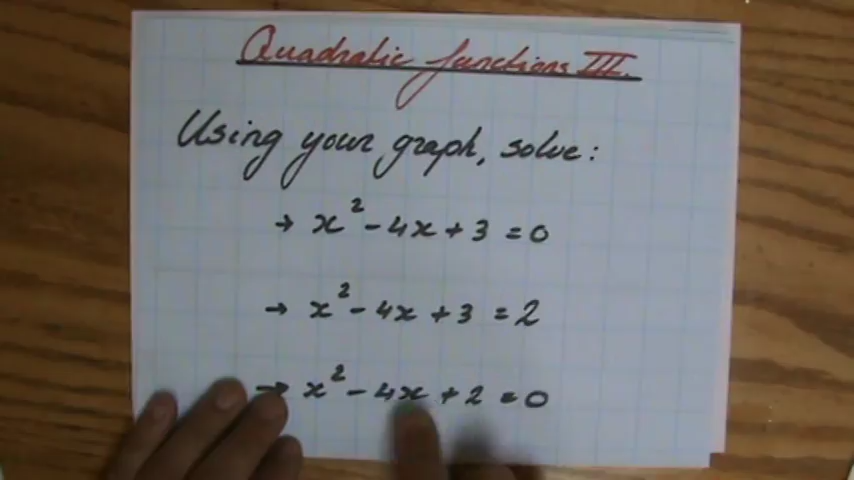 Quadratic functions III.
Using your graph, solve:
→ x² - 4x + 3 = 0
→ x² - 4x + 3 = 2
→ x² - 4x + 2 = 0